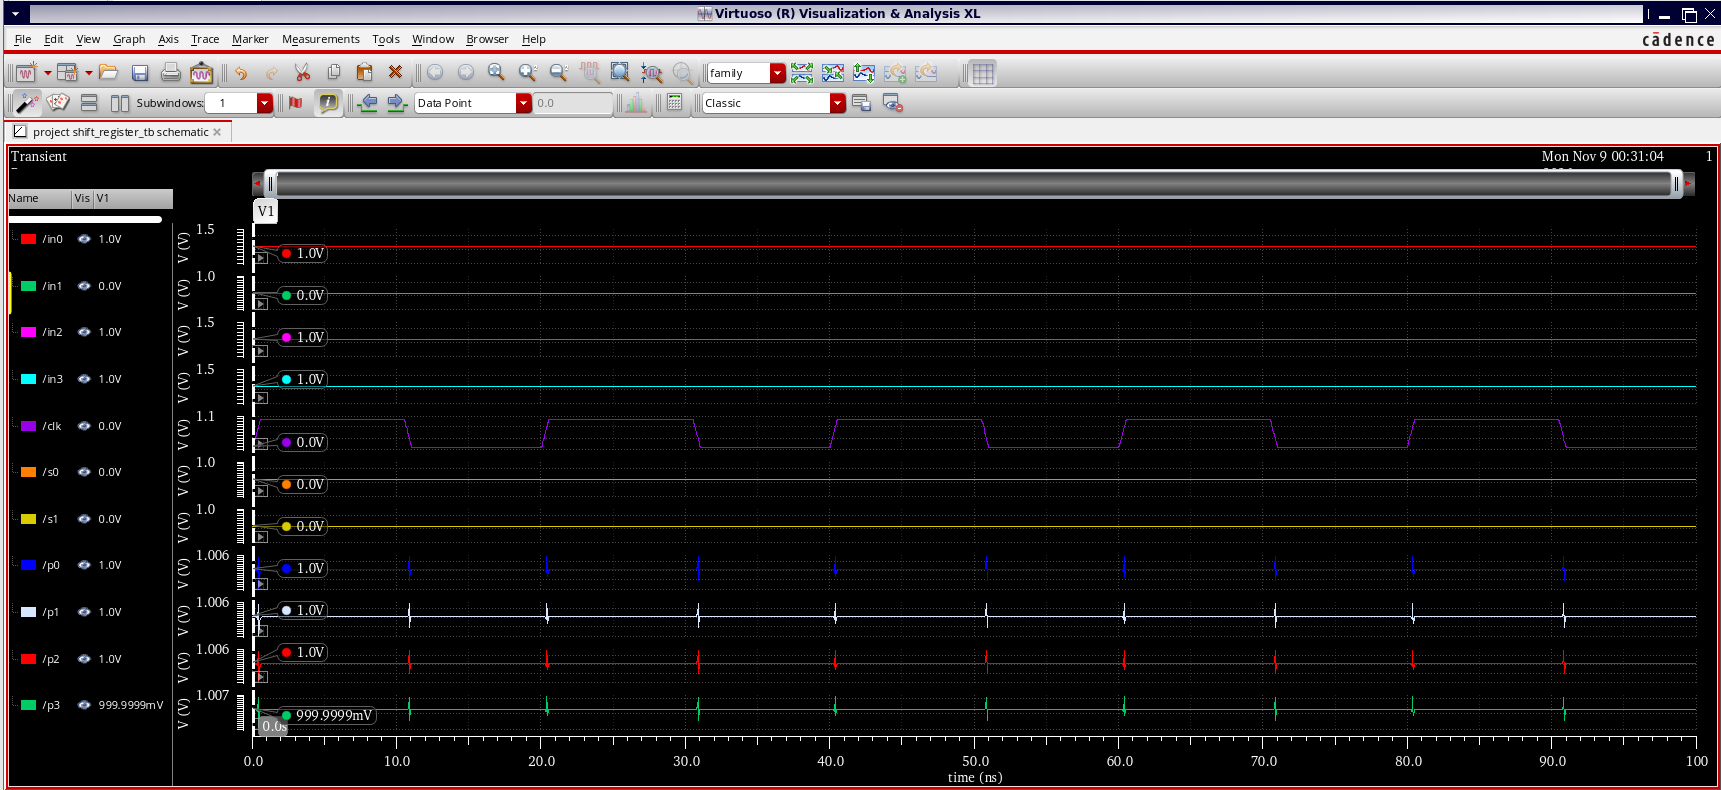 Virtuoso (R) Visualization & Analysis XL
File Edit View Graph Axis Trace Marker Measurements Tools Window Browser Help
cādence
family
Subwindows: 1 Data Point 0.0 Classic
project shift_register_tb schematic
Transient Mon Nov 9 00:31:04 1
Name Vis V1
V1
/in0 1.0V V (V) 1.5 1.0V
/in1 0.0V V (V) 1.0 0.0V
/in2 1.0V V (V) 1.5 1.0V
/in3 1.0V V (V) 1.5 1.0V
/clk 0.0V V (V) 1.1 0.0V
/s0 0.0V V (V) 1.0 0.0V
/s1 0.0V V (V) 1.0 0.0V
/p0 1.0V V (V) 1.006 1.0V
/p1 1.0V V (V) 1.006 1.0V
/p2 1.0V V (V) 1.006 1.0V
/p3 999.9999mV V (V) 1.007 999.9999mV
0.0s
0.0 10.0 20.0 30.0 40.0 50.0 60.0 70.0 80.0 90.0 100
time (ns)